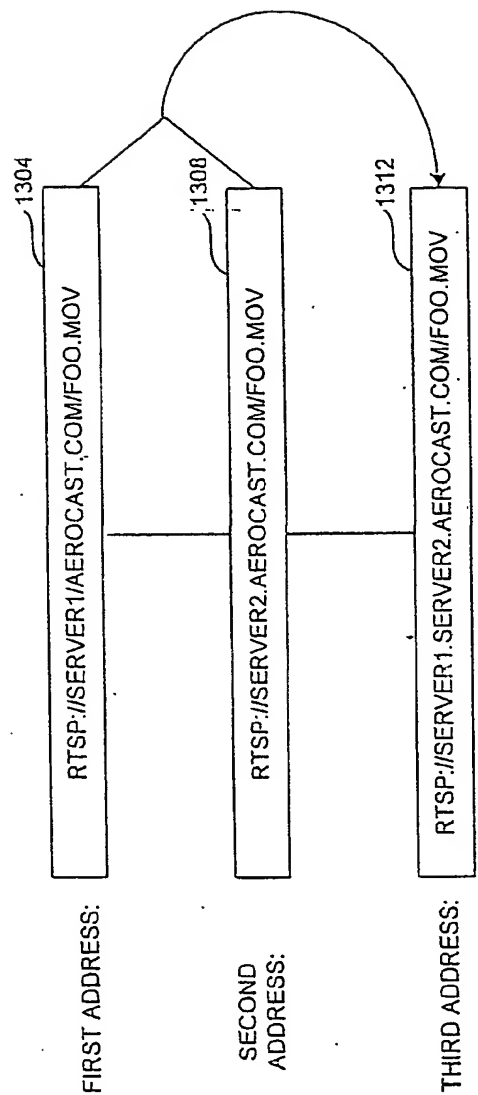 FIRST ADDRESS:
RTSP://SERVER1/AEROCAST,COM/FOO.MOV
1304
SECOND
ADDRESS:
RTSP://SERVER2.AEROCAST.COM/FOO.MOV
1308
THIRD ADDRESS:
RTSP://SERVER1.SERVER2.AEROCAST.COM/FOO.MOV
1312